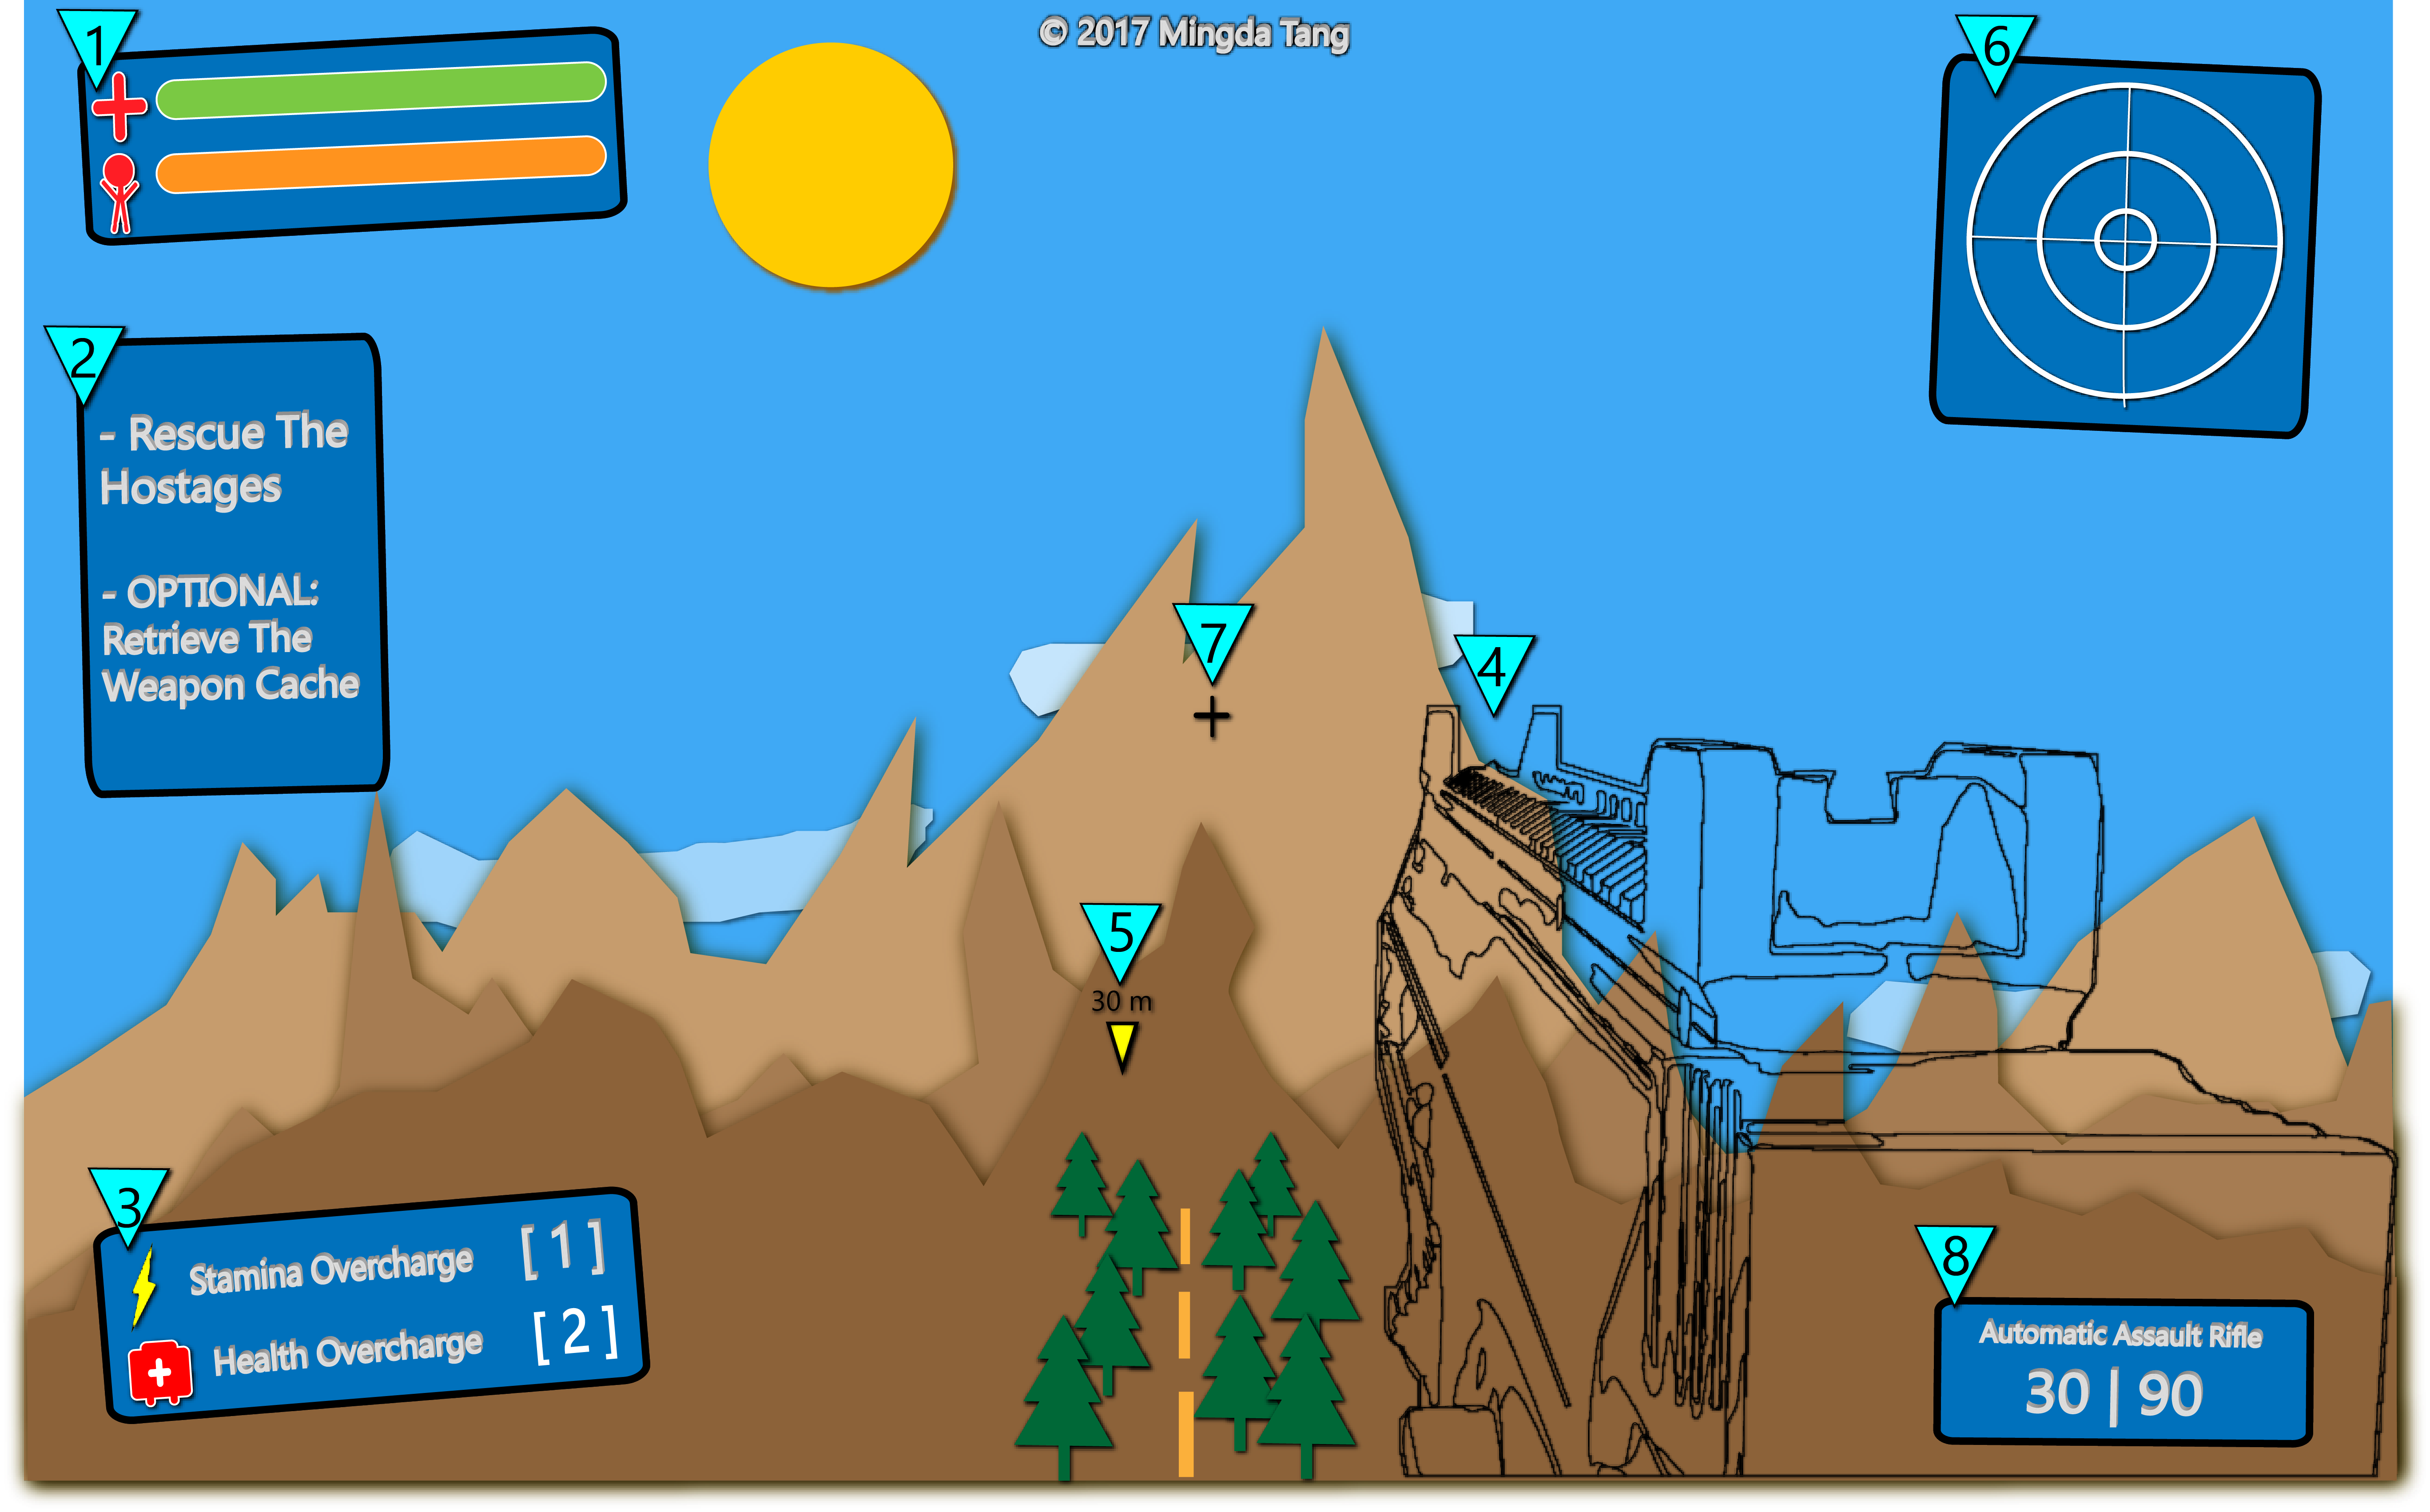 © 2017 Mingda Tang
1
6
2
- Rescue The
Hostages
- OPTIONAL:
Retrieve The
Weapon Cache
7
4
5
30 m
3
Stamina Overcharge [ 1 ]
Health Overcharge [ 2 ]
8
Automatic Assault Rifle
30 | 90